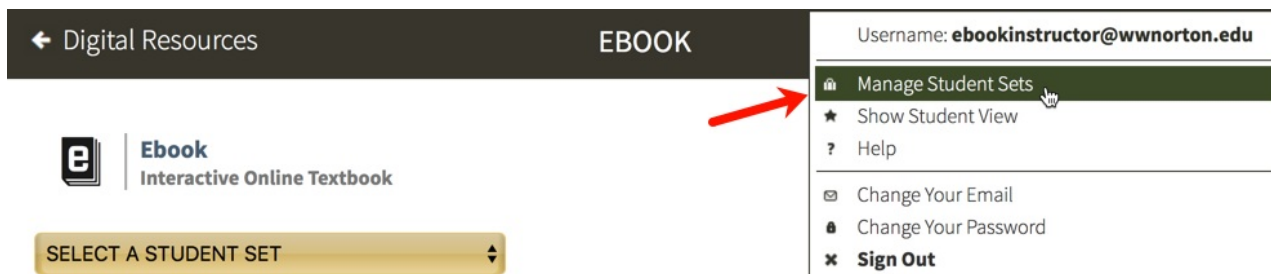 ← Digital Resources
EBOOK
e
Ebook
Interactive Online Textbook
SELECT A STUDENT SET
Username: ebookinstructor@wwnorton.edu
Manage Student Sets
Show Student View
? Help
Change Your Email
Change Your Password
× Sign Out